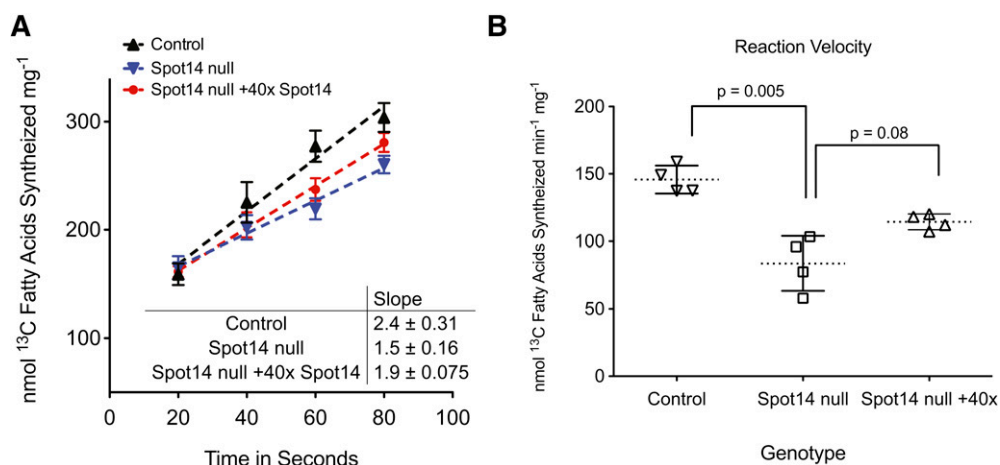 A
Control
Spot14 null
Spot14 null +40x Spot14
nmol 13C Fatty Acids Syntheized mg-1
300
200
100
Slope
Control 2.4 ± 0.31
Spot14 null 1.5 ± 0.16
Spot14 null +40x Spot14 1.9 ± 0.075
0 20 40 60 80 100
Time in Seconds
B
Reaction Velocity
nmol 13C Fatty Acids Syntheized min-1 mg-1
p = 0.005
p = 0.08
200
150
100
50
0
Control Spot14 null Spot14 null +40x
Genotype